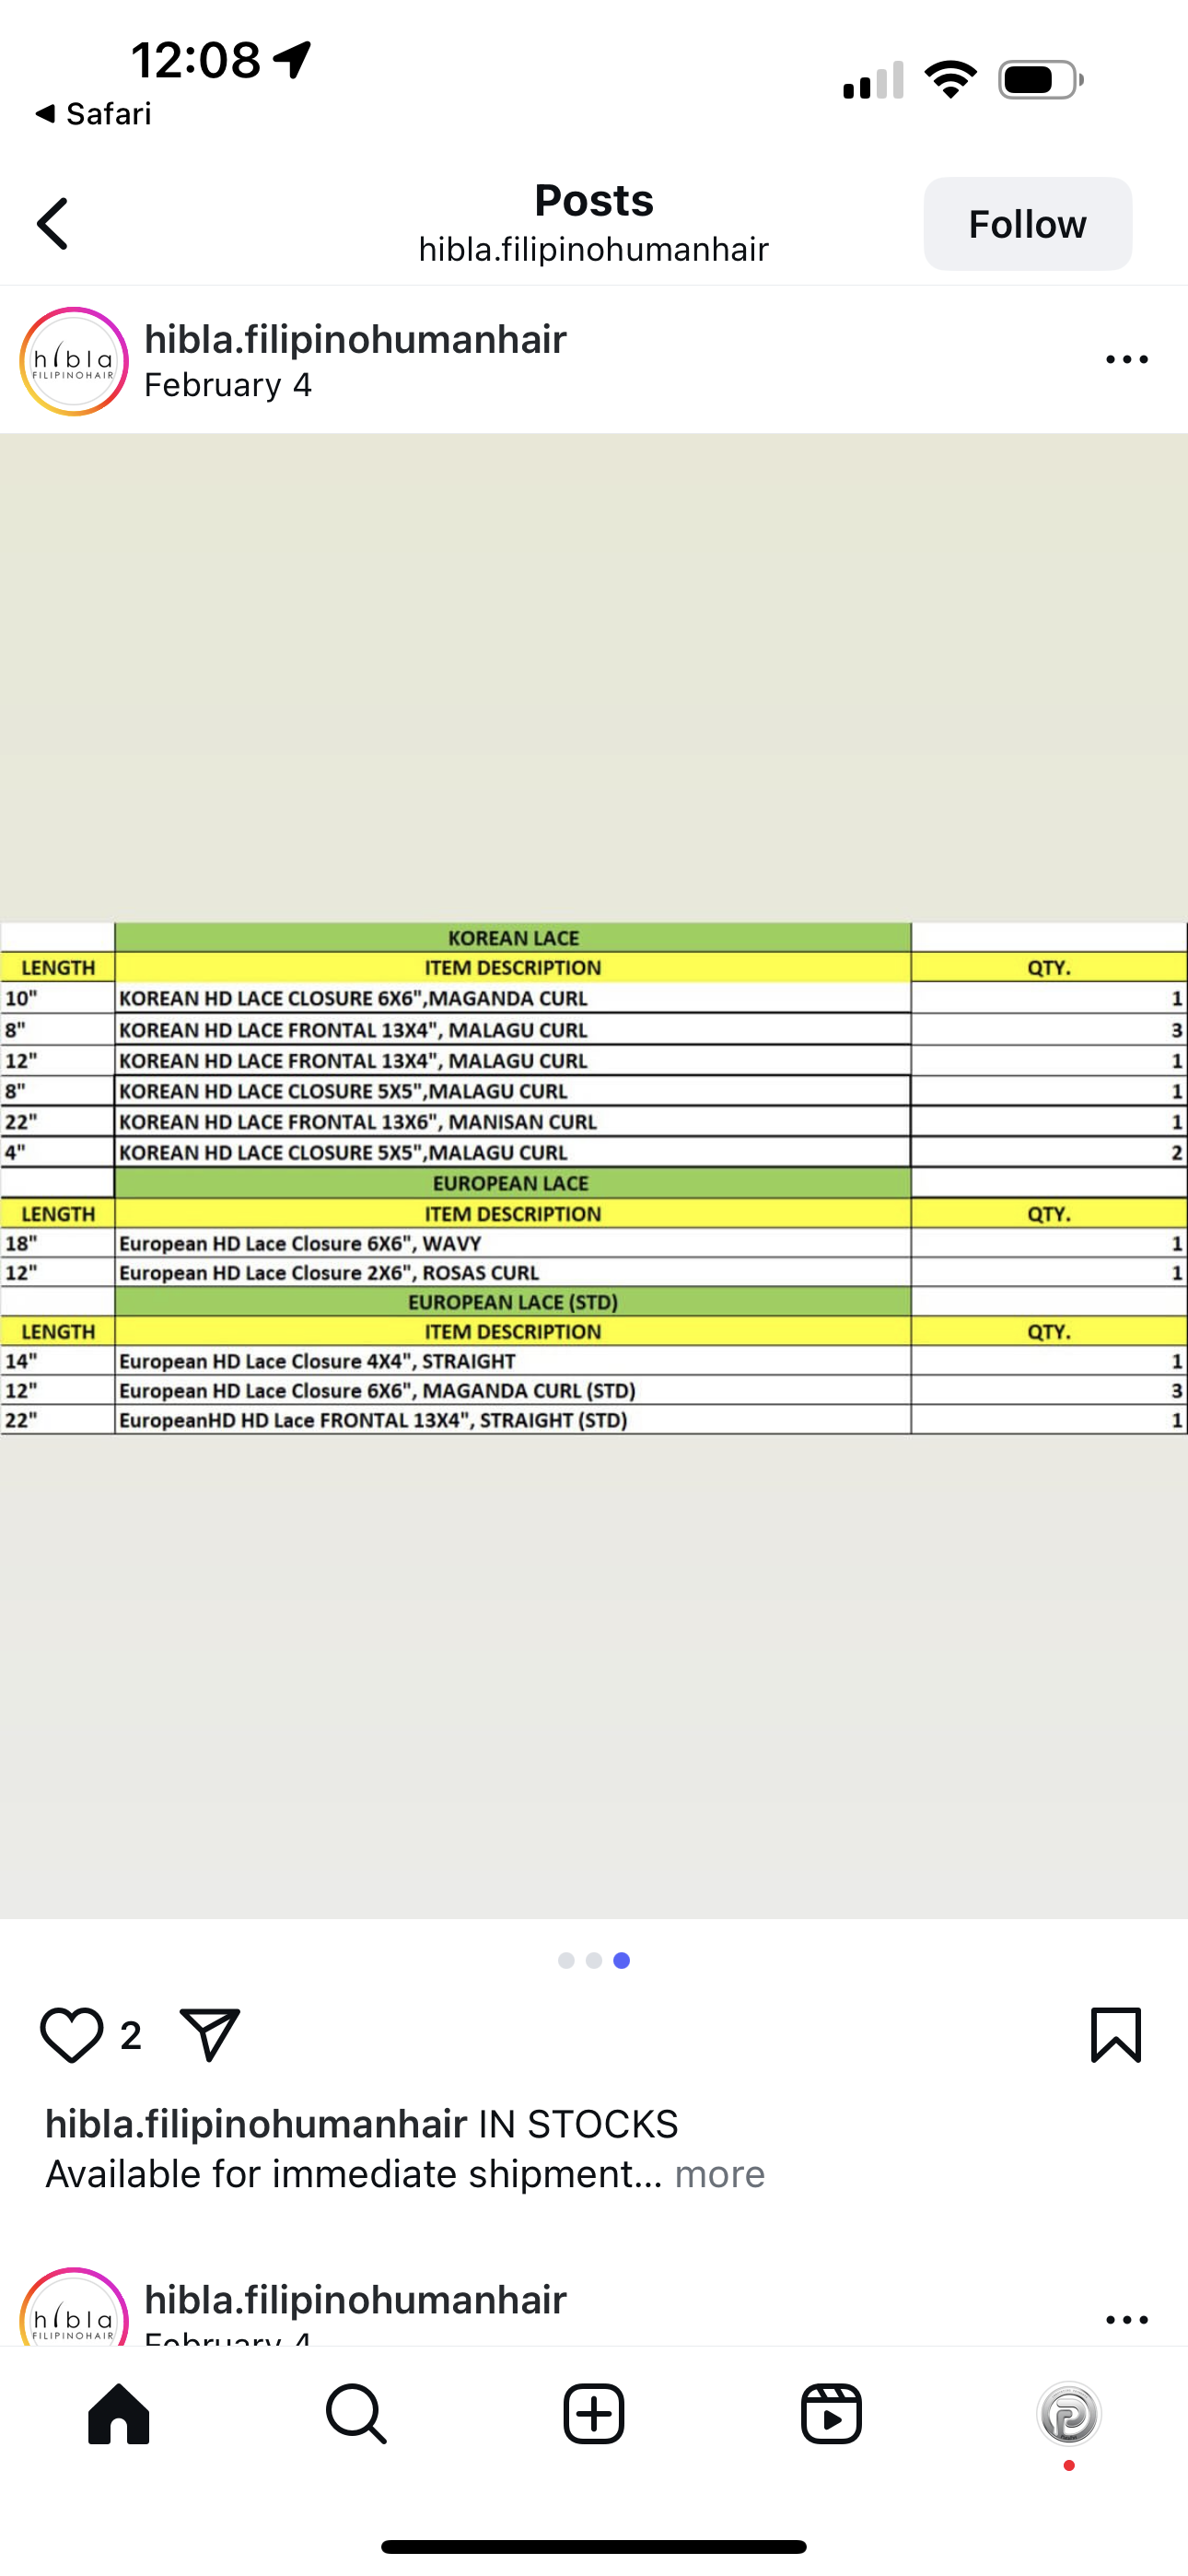 12:08
Safari
Posts
hibla.filipinohumanhair
Follow
hibla
FILIPINOHAIR
hibla.filipinohumanhair
February 4
KOREAN LACE
LENGTH ITEM DESCRIPTION QTY.
10" KOREAN HD LACE CLOSURE 6X6",MAGANDA CURL 1
8" KOREAN HD LACE FRONTAL 13X4", MALAGU CURL 3
12" KOREAN HD LACE FRONTAL 13X4", MALAGU CURL 1
8" KOREAN HD LACE CLOSURE 5X5",MALAGU CURL 1
22" KOREAN HD LACE FRONTAL 13X6", MANISAN CURL 1
4" KOREAN HD LACE CLOSURE 5X5",MALAGU CURL 2
EUROPEAN LACE
LENGTH ITEM DESCRIPTION QTY.
18" European HD Lace Closure 6X6", WAVY 1
12" European HD Lace Closure 2X6", ROSAS CURL 1
EUROPEAN LACE (STD)
LENGTH ITEM DESCRIPTION QTY.
14" European HD Lace Closure 4X4", STRAIGHT 1
12" European HD Lace Closure 6X6", MAGANDA CURL (STD) 3
22" EuropeanHD HD Lace FRONTAL 13X4", STRAIGHT (STD) 1
2
hibla.filipinohumanhair IN STOCKS
Available for immediate shipment... more
hibla
FILIPINOHAIR
hibla.filipinohumanhair
February 4